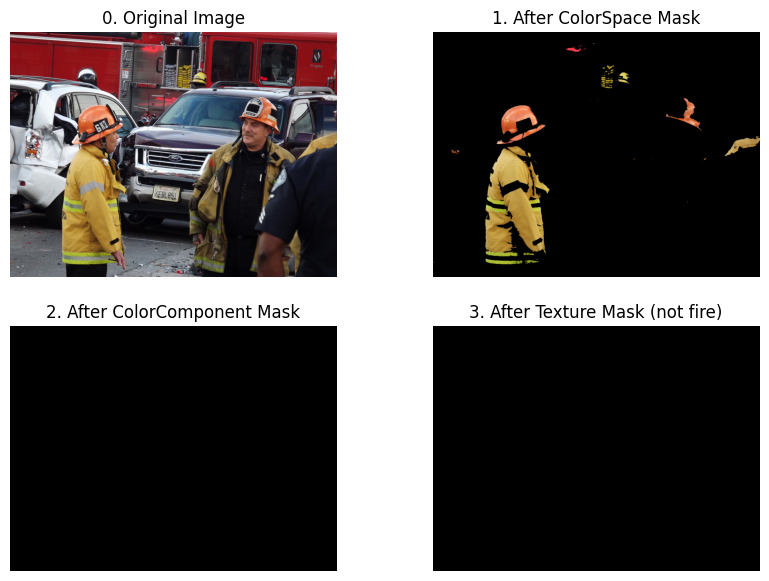 0. Original Image
1. After ColorSpace Mask
2. After ColorComponent Mask
3. After Texture Mask (not fire)